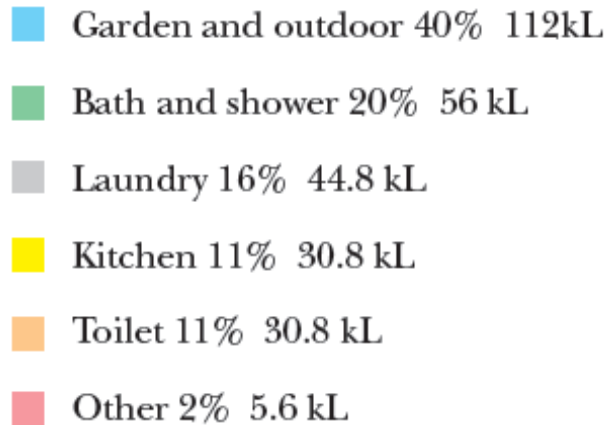 Garden and outdoor 40% 112kL
Bath and shower 20% 56 kL
Laundry 16% 44.8 kL
Kitchen 11% 30.8 kL
Toilet 11% 30.8 kL
Other 2% 5.6 kL